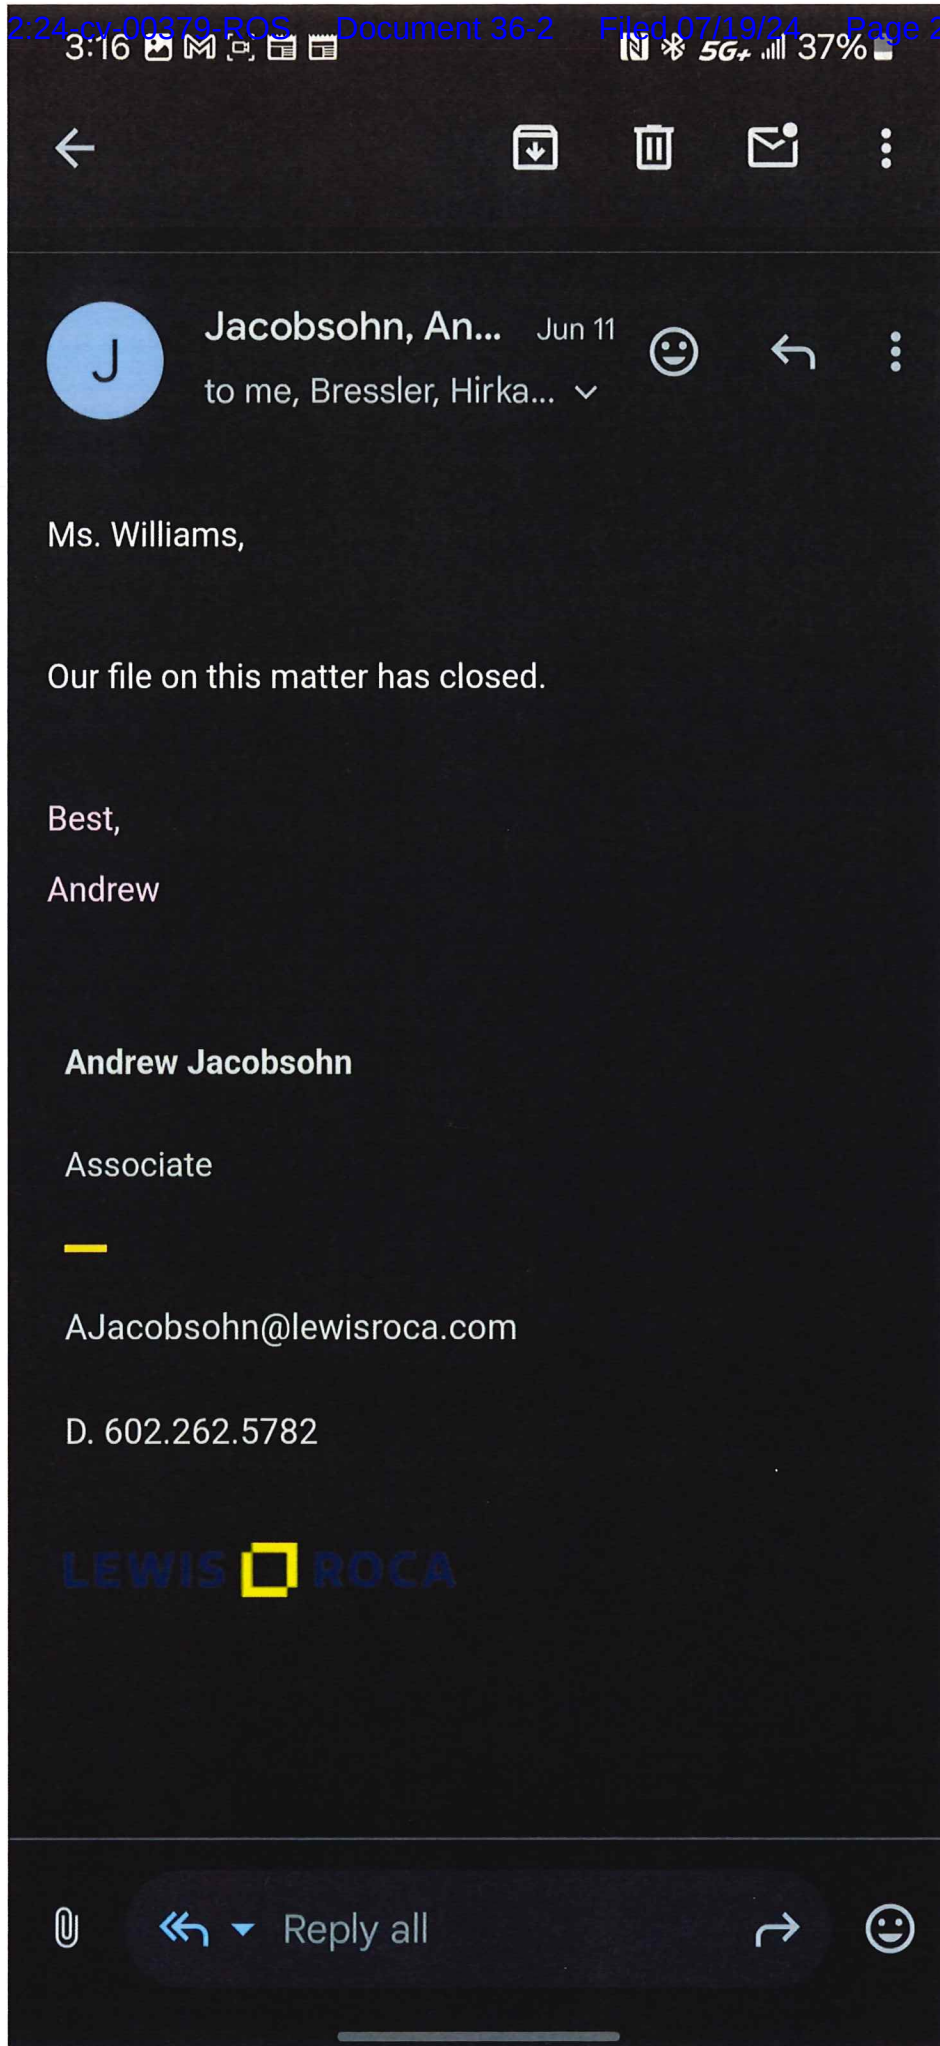 2:24-cv-00379-ROS Document 36-2 Filed 07/19/24 Page 2
3:16 5G+ 37%
Jacobsohn, An... Jun 11
J
to me, Bressler, Hirka...
Ms. Williams,
Our file on this matter has closed.
Best,
Andrew
Andrew Jacobsohn
Associate
AJacobsohn@lewisroca.com
D. 602.262.5782
LEWIS ROCA
Reply all